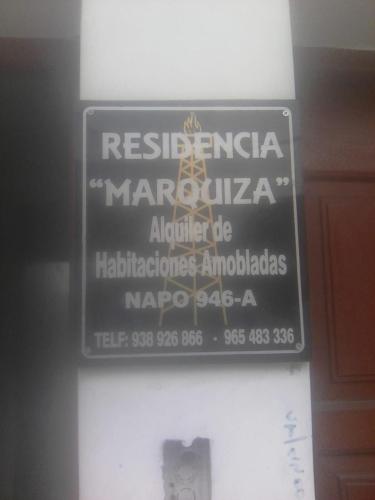 RESIDENCIA
"MARQUIZA"
Alquiler de
Habitaciones Amobladas
NAPO 946-A
TELF: 938 926 866 - 965 483 336